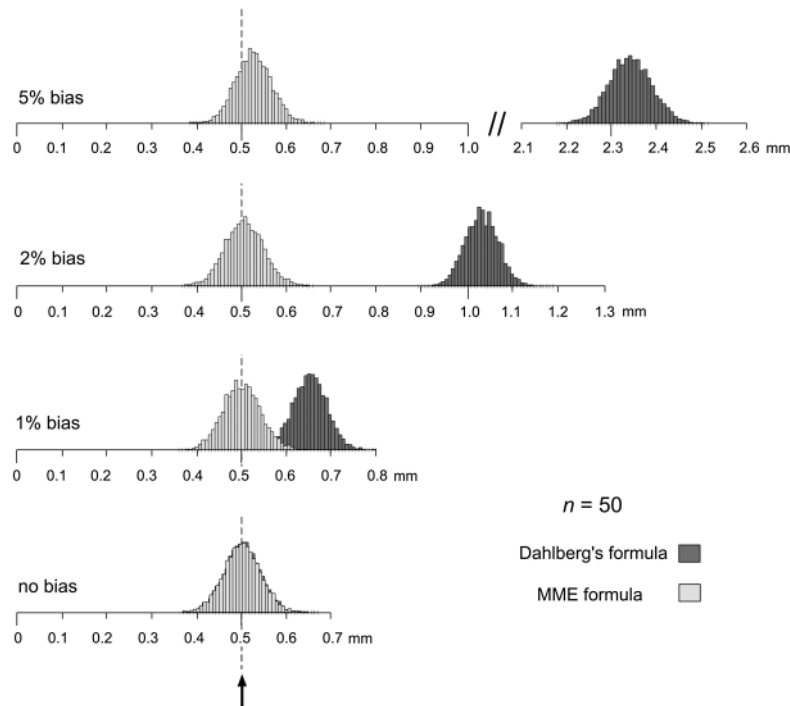 5% bias
//
0 0.1 0.2 0.3 0.4 0.5 0.6 0.7 0.8 0.9 1.0 2.1 2.2 2.3 2.4 2.5 2.6 mm
2% bias
0 0.1 0.2 0.3 0.4 0.5 0.6 0.7 0.8 0.9 1.0 1.1 1.2 1.3 mm
1% bias
0 0.1 0.2 0.3 0.4 0.5 0.6 0.7 0.8 mm
n = 50
Dahlberg's formula
MME formula
no bias
0 0.1 0.2 0.3 0.4 0.5 0.6 0.7 mm